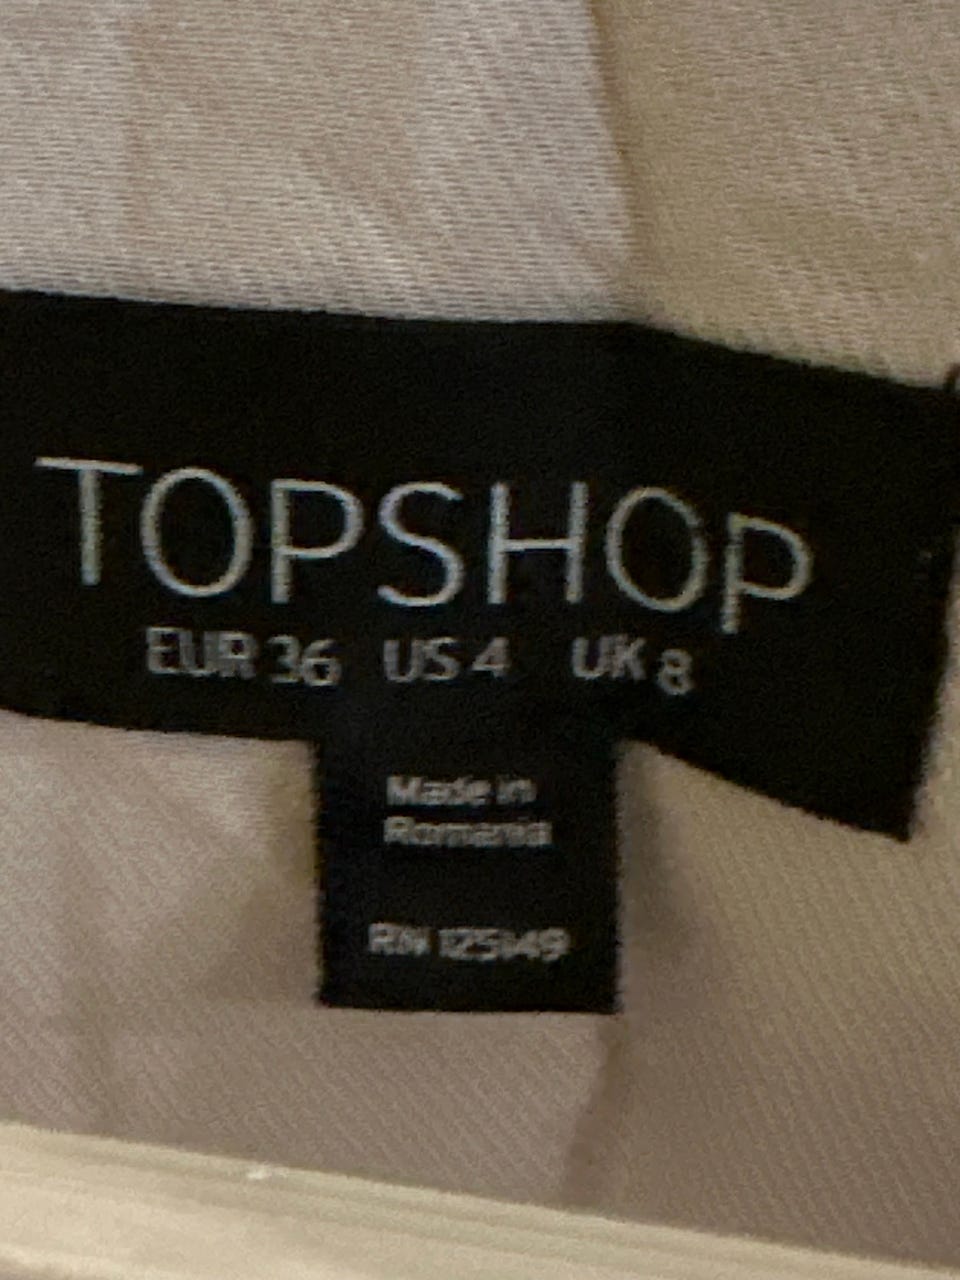 TOPSHOP
EUR 36 US 4 UK 8
Made in
Romania
RN 125149